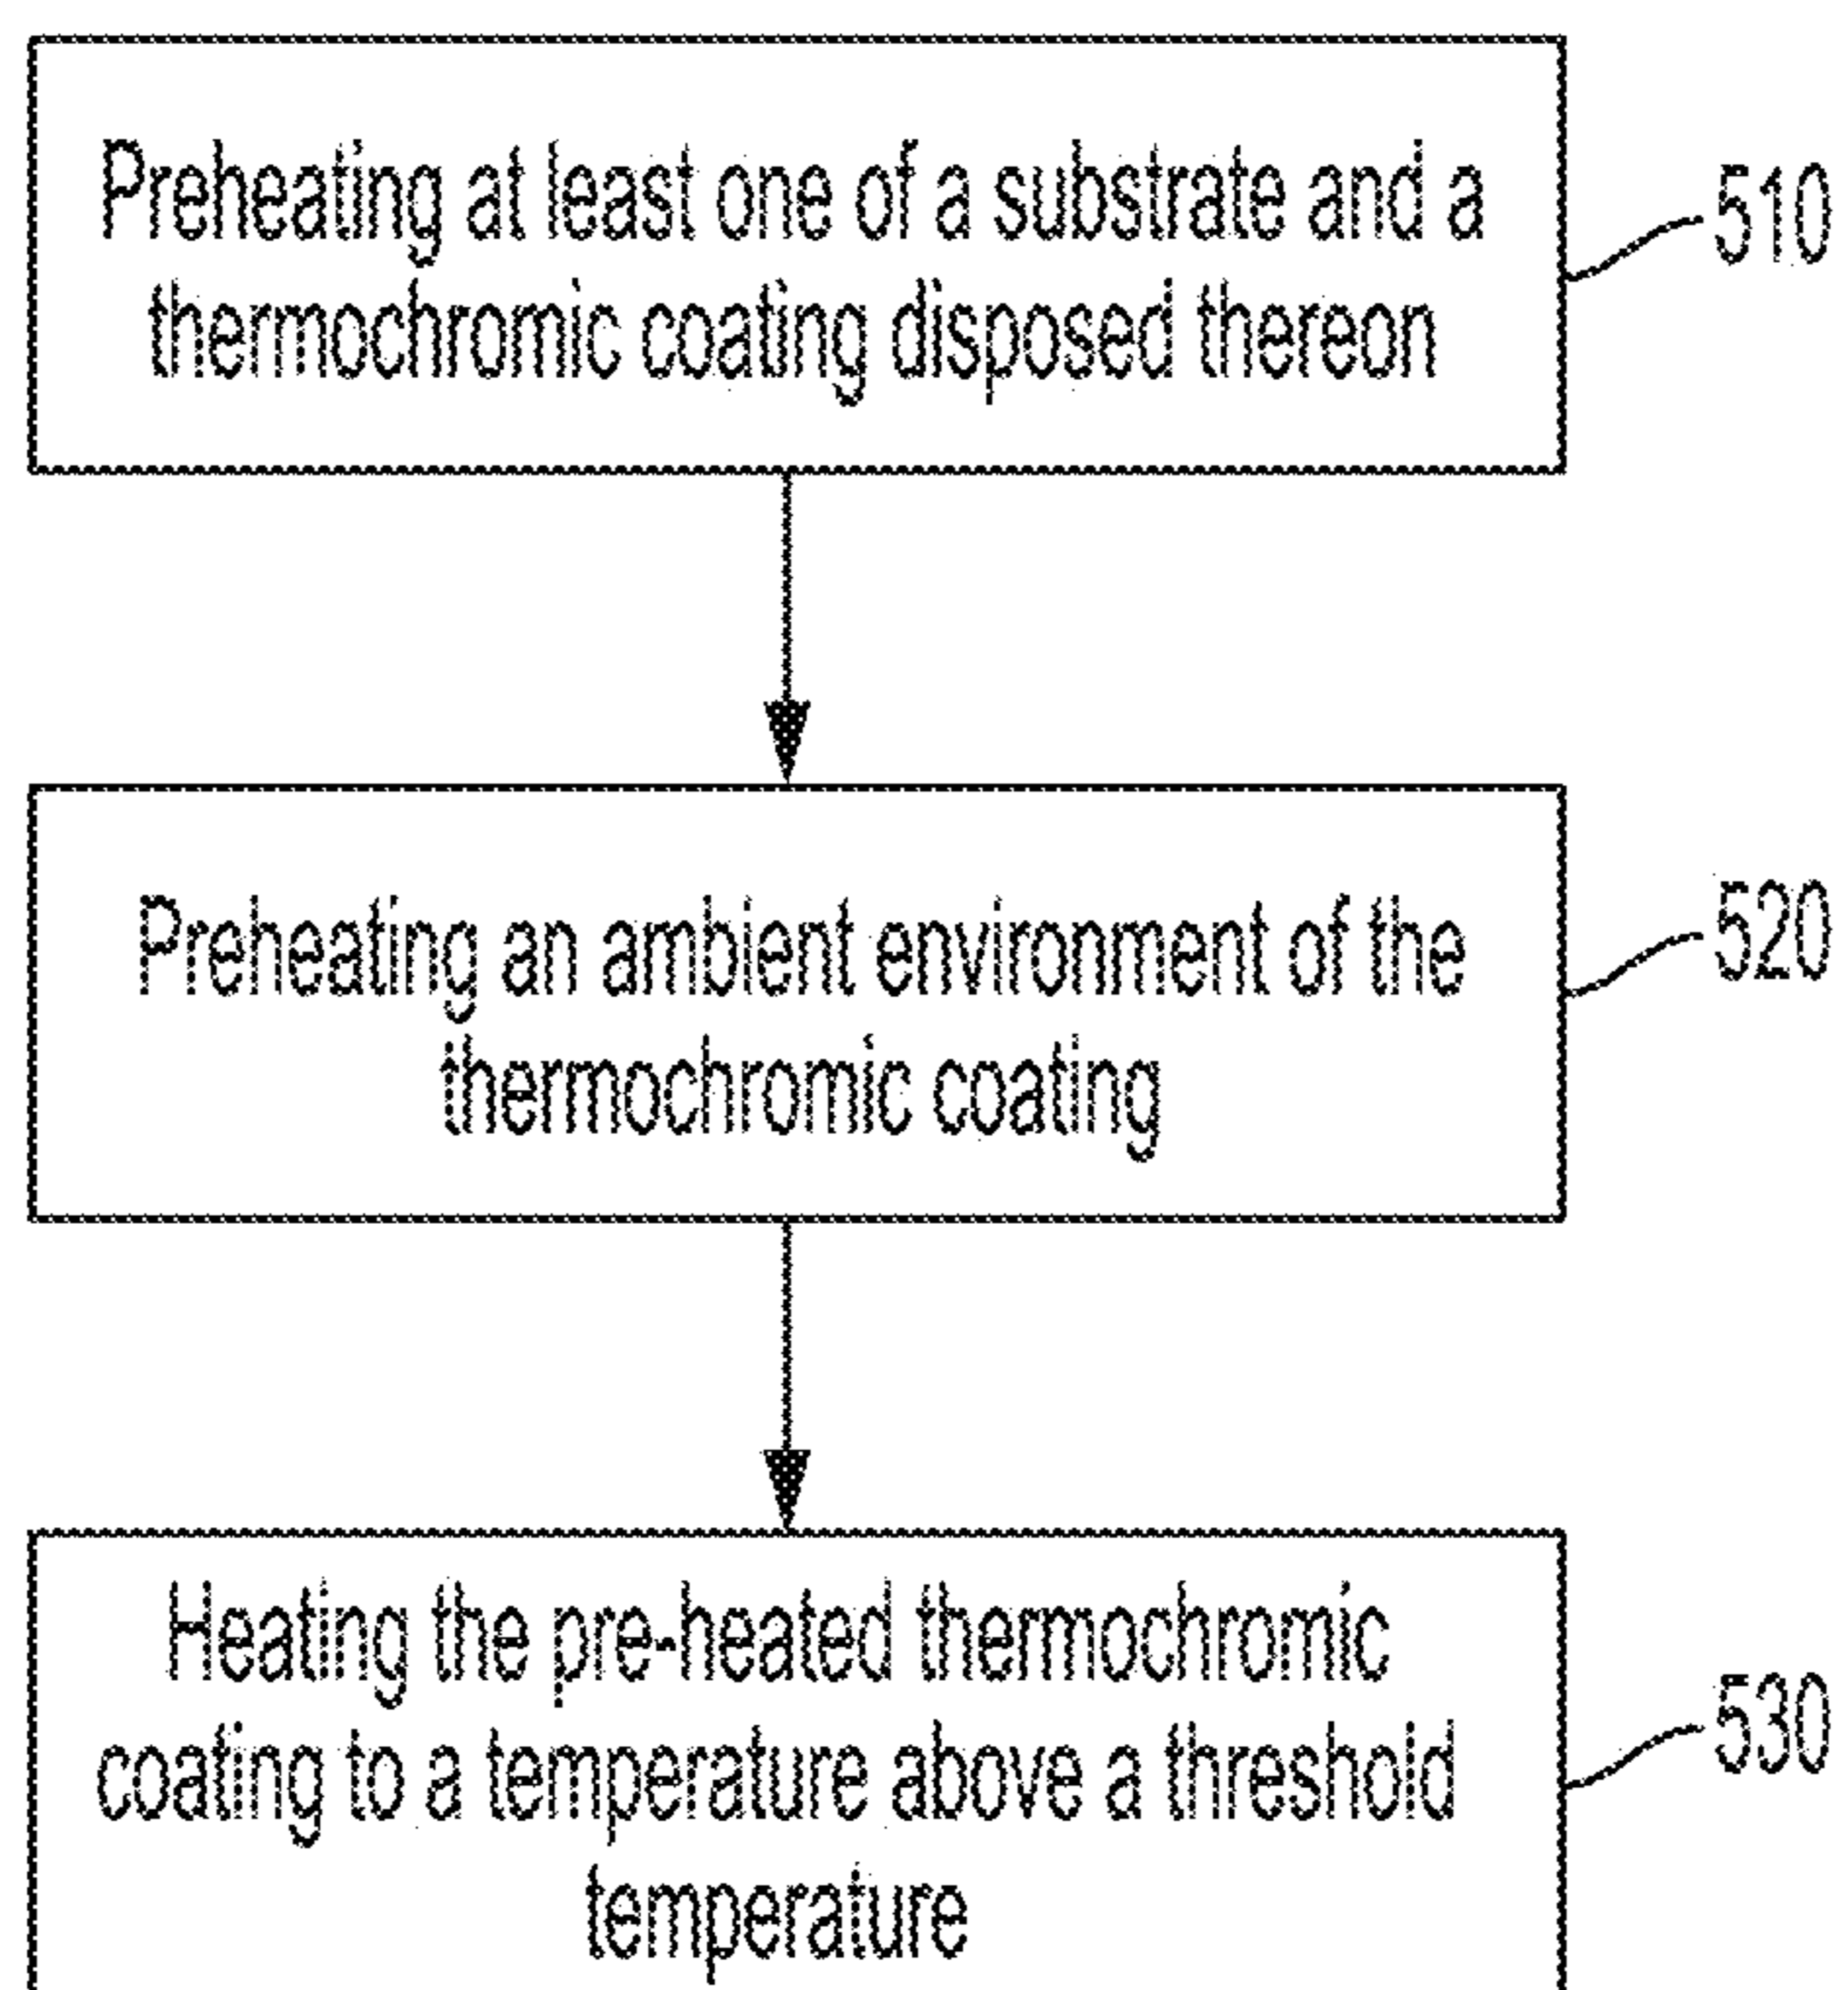 Preheating at least one of a substrate and a
thermochromic coating disposed thereon
510
Preheating an ambient environment of the
thermochromic coating
520
Heating the pre-heated thermochromic
coating to a temperature above a threshold
temperature
530